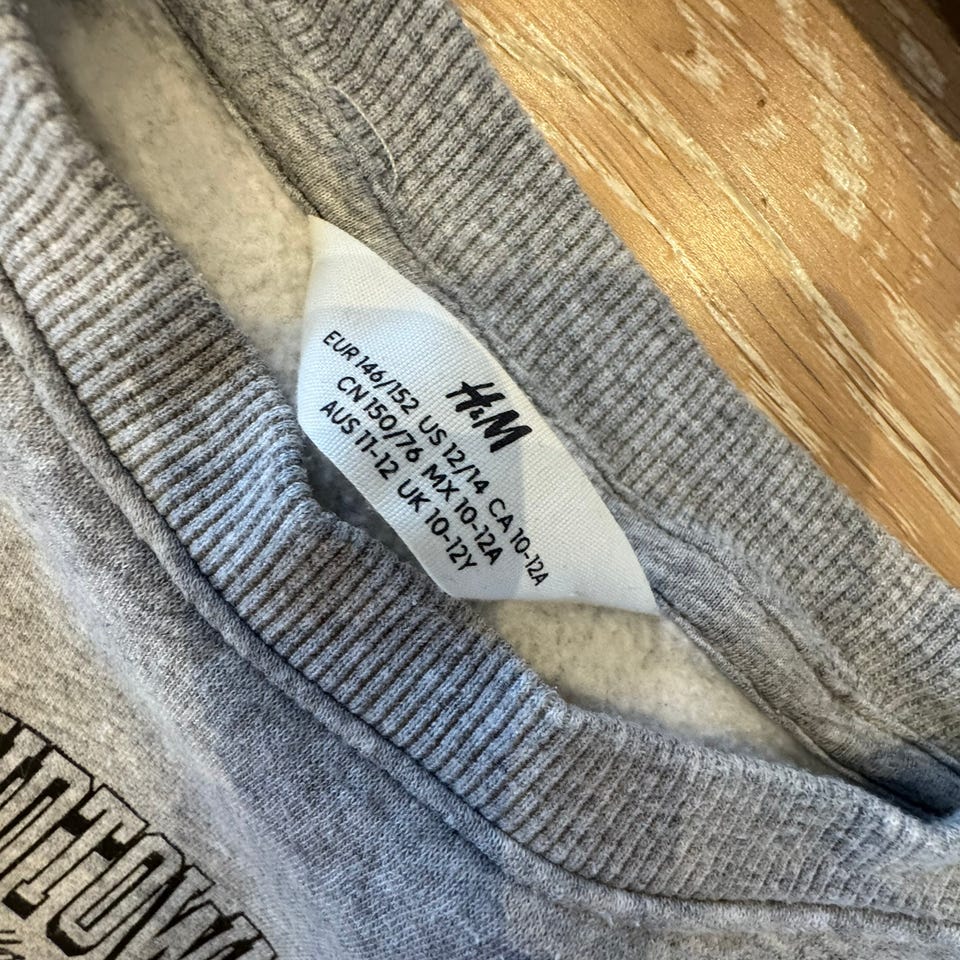 H&M
EUR 146/152 US 12/14 CA 10-12A
CN 150/76 MX 10-12A
AUS 11-12 UK 10-12Y